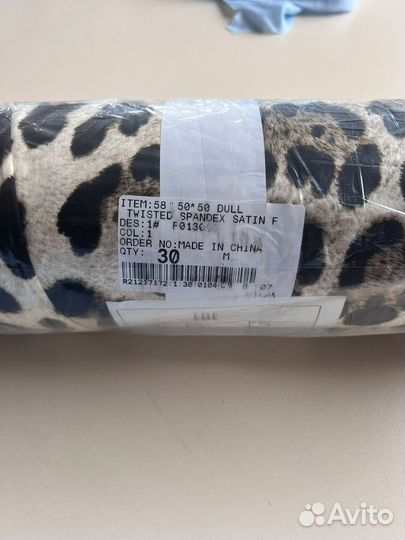 ITEM:58" 50*50 DULL
TWISTED SPANDEX SATIN F
DES:1# F0130
COL:1
ORDER NO:MADE IN CHINA
QTY: 30 M
EAC
Avito